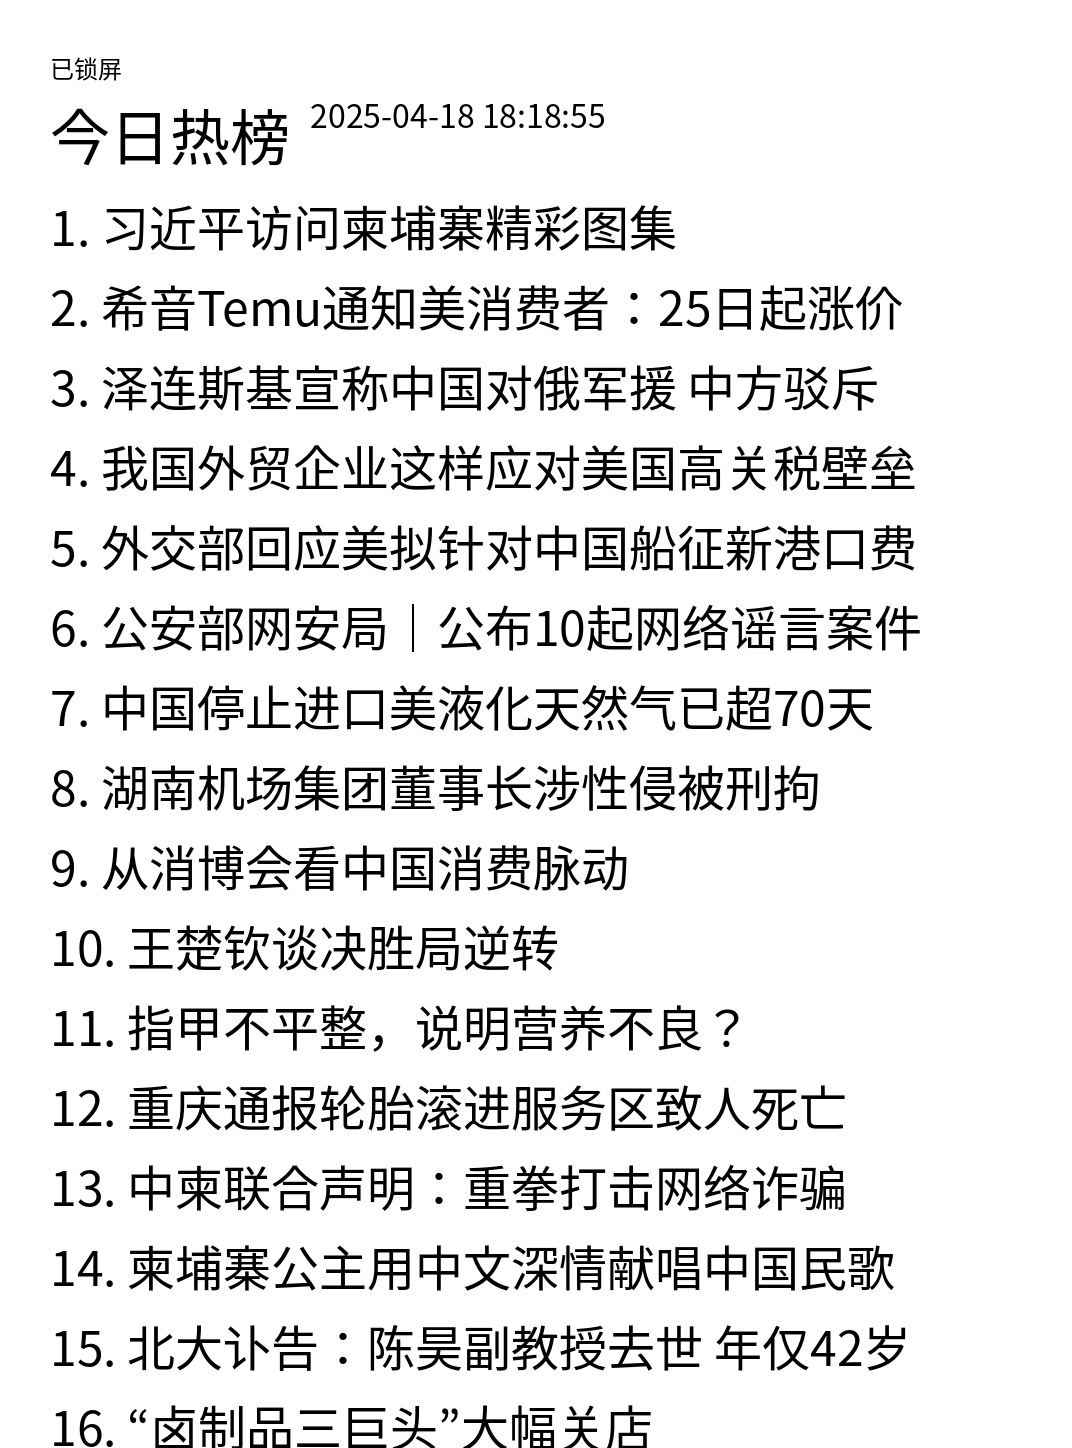 已锁屏
今日热榜 2025-04-18 18:18:55
1. 习近平访问柬埔寨精彩图集
2. 希音Temu通知美消费者：25日起涨价
3. 泽连斯基宣称中国对俄军援 中方驳斥
4. 我国外贸企业这样应对美国高关税壁垒
5. 外交部回应美拟针对中国船征新港口费
6. 公安部网安局｜公布10起网络谣言案件
7. 中国停止进口美液化天然气已超70天
8. 湖南机场集团董事长涉性侵被刑拘
9. 从消博会看中国消费脉动
10. 王楚钦谈决胜局逆转
11. 指甲不平整，说明营养不良？
12. 重庆通报轮胎滚进服务区致人死亡
13. 中柬联合声明：重拳打击网络诈骗
14. 柬埔寨公主用中文深情献唱中国民歌
15. 北大讣告：陈昊副教授去世 年仅42岁
16. “卤制品三巨头”大幅关店